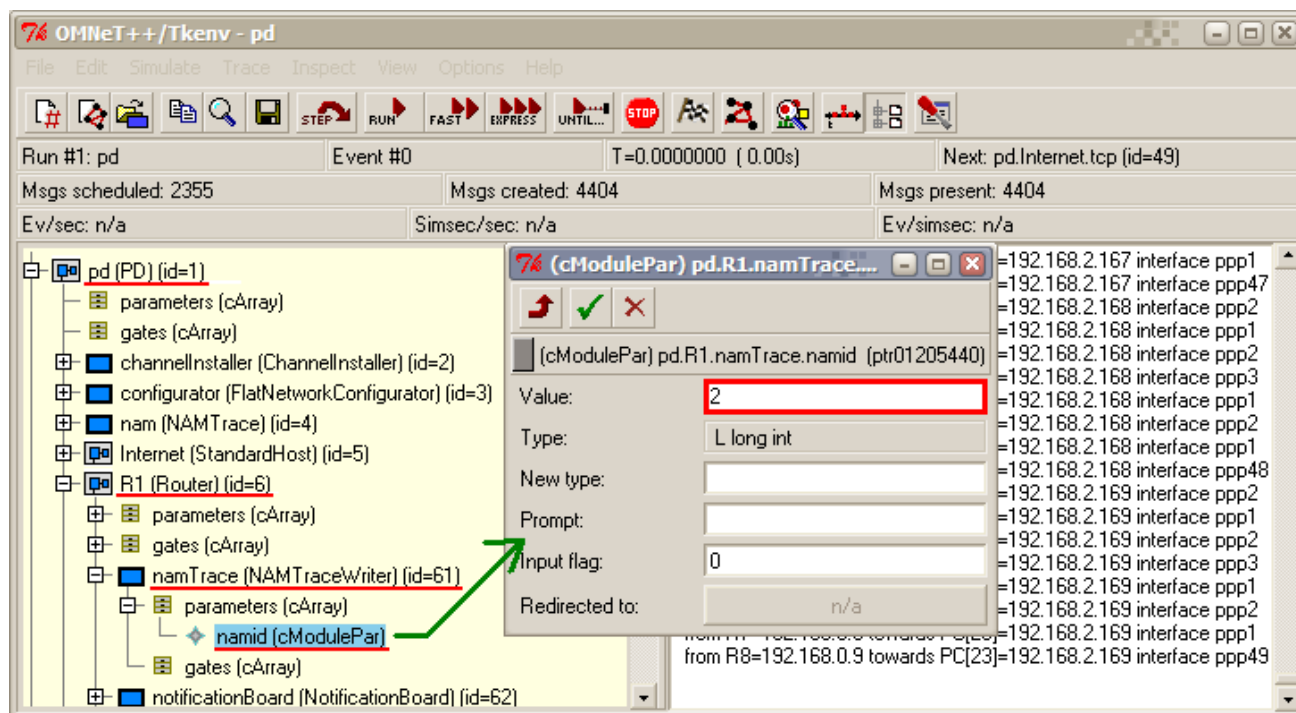 OMNeT++/Tkenv - pd
File Edit Simulate Trace Inspect View Options Help
STEP RUN FAST EXPRESS UNTIL... STOP
Run #1: pd Event #0 T=0.0000000 ( 0.00s) Next: pd.Internet.tcp (id=49)
Msgs scheduled: 2355 Msgs created: 4404 Msgs present: 4404
Ev/sec: n/a Simsec/sec: n/a Ev/simsec: n/a
pd (PD) (id=1)
parameters (cArray)
gates (cArray)
channelInstaller (ChannelInstaller) (id=2)
configurator (FlatNetworkConfigurator) (id=3)
nam (NAMTrace) (id=4)
Internet (StandardHost) (id=5)
R1 (Router) (id=6)
parameters (cArray)
gates (cArray)
namTrace (NAMTraceWriter) (id=61)
parameters (cArray)
namid (cModulePar)
gates (cArray)
notificationBoard (NotificationBoard) (id=62)
(cModulePar) pd.R1.namTrace....
(cModulePar) pd.R1.namTrace.namid (ptr01205440)
Value: 2
Type: L long int
New type:
Prompt:
Input flag: 0
Redirected to: n/a
=192.168.2.167 interface ppp1
=192.168.2.167 interface ppp47
=192.168.2.168 interface ppp2
=192.168.2.168 interface ppp1
=192.168.2.168 interface ppp2
=192.168.2.168 interface ppp3
=192.168.2.168 interface ppp1
=192.168.2.168 interface ppp2
=192.168.2.168 interface ppp1
=192.168.2.168 interface ppp48
=192.168.2.169 interface ppp2
=192.168.2.169 interface ppp1
=192.168.2.169 interface ppp2
=192.168.2.169 interface ppp3
=192.168.2.169 interface ppp1
=192.168.2.169 interface ppp2
=192.168.2.169 interface ppp1
from R8=192.168.0.9 towards PC[23]=192.168.2.169 interface ppp49